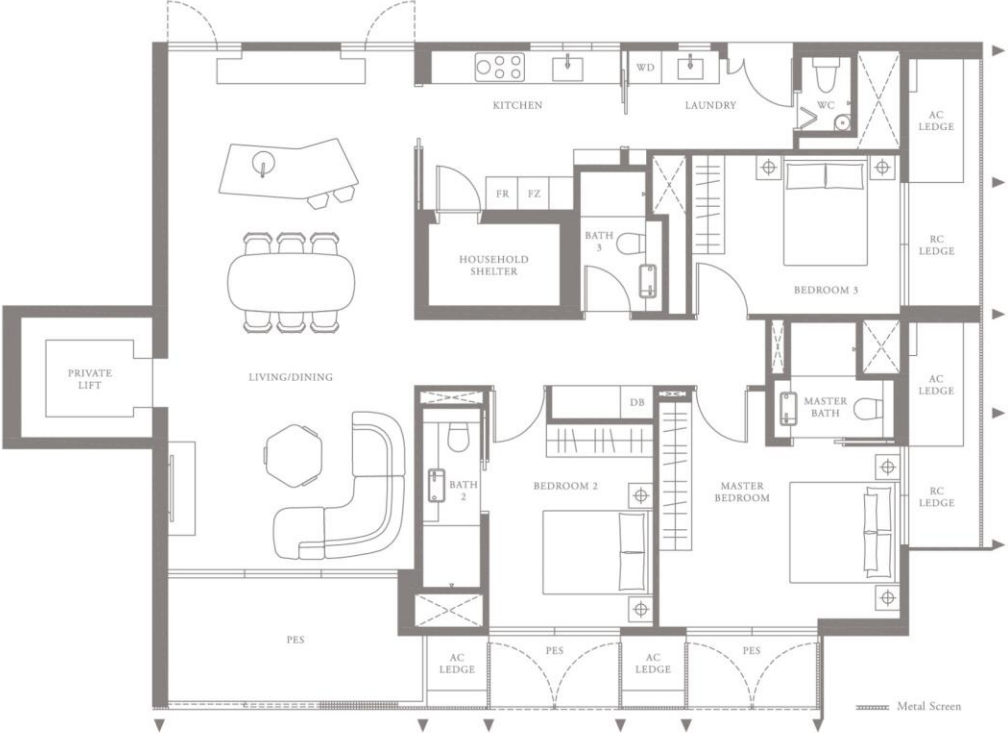 WD
KITCHEN
LAUNDRY
WC
AC
LEDGE
FR
FZ
BATH
3
HOUSEHOLD
SHELTER
RC
LEDGE
BEDROOM 3
PRIVATE
LIFT
LIVING/DINING
AC
LEDGE
DB
MASTER
BATH
BATH
2
BEDROOM 2
MASTER
BEDROOM
RC
LEDGE
PES
AC
LEDGE
PES
AC
LEDGE
PES
Metal Screen